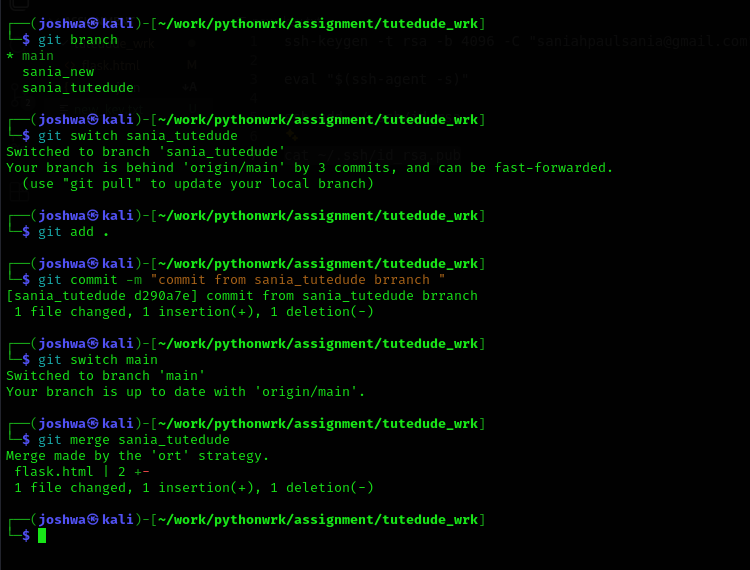 ┌──(joshwa㉿kali)-[~/work/pythonwrk/assignment/tutedude_wrk]
└─$ git branch
* main
  sania_new
  sania_tutedude
┌──(joshwa㉿kali)-[~/work/pythonwrk/assignment/tutedude_wrk]
└─$ git switch sania_tutedude
Switched to branch 'sania_tutedude'
Your branch is behind 'origin/main' by 3 commits, and can be fast-forwarded.
  (use "git pull" to update your local branch)
┌──(joshwa㉿kali)-[~/work/pythonwrk/assignment/tutedude_wrk]
└─$ git add .
┌──(joshwa㉿kali)-[~/work/pythonwrk/assignment/tutedude_wrk]
└─$ git commit -m "commit from sania_tutedude brranch "
[sania_tutedude d290a7e] commit from sania_tutedude brranch
 1 file changed, 1 insertion(+), 1 deletion(-)
┌──(joshwa㉿kali)-[~/work/pythonwrk/assignment/tutedude_wrk]
└─$ git switch main
Switched to branch 'main'
Your branch is up to date with 'origin/main'.
┌──(joshwa㉿kali)-[~/work/pythonwrk/assignment/tutedude_wrk]
└─$ git merge sania_tutedude
Merge made by the 'ort' strategy.
 flask.html | 2 +-
 1 file changed, 1 insertion(+), 1 deletion(-)
┌──(joshwa㉿kali)-[~/work/pythonwrk/assignment/tutedude_wrk]
└─$
ssh-keygen -t rsa -b 4096 -C "saniahpaulsania@gmail.com
eval "$(ssh-agent -s)"